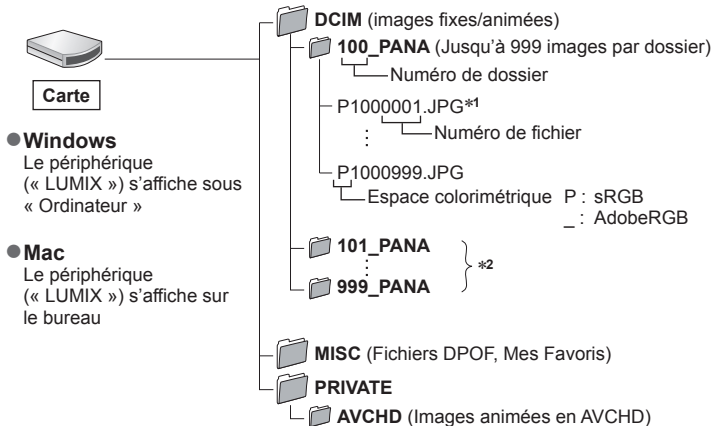 DCIM (images fixes/animées)
100_PANA (Jusqu'à 999 images par dossier)
Numéro de dossier
Carte
P1000001.JPG*1
Numéro de fichier
●Windows
Le périphérique
(« LUMIX ») s'affiche sous
« Ordinateur »
P1000999.JPG
Espace colorimétrique P : sRGB
_ : AdobeRGB
●Mac
Le périphérique
(« LUMIX ») s'affiche sur
le bureau
101_PANA
*2
999_PANA
MISC (Fichiers DPOF, Mes Favoris)
PRIVATE
AVCHD (Images animées en AVCHD)